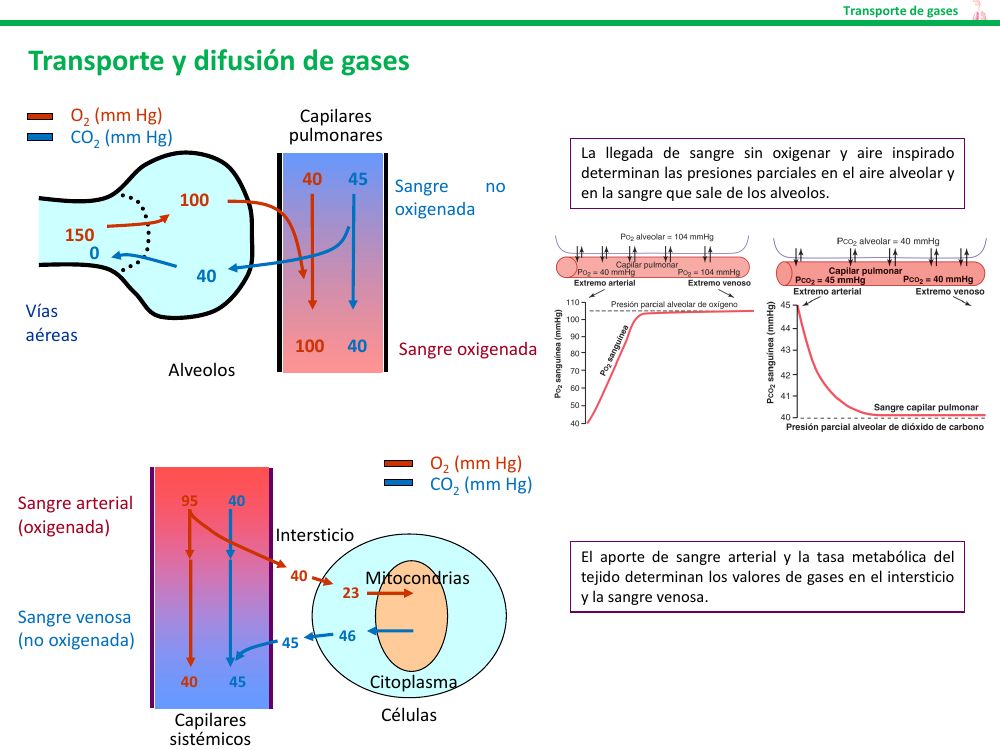 Transporte de gases
Transporte y difusión de gases
O2 (mm Hg)
CO2 (mm Hg)
Capilares
pulmonares
40
45
100
150
0
40
100
40
Sangre no
oxigenada
Sangre oxigenada
Vías
aéreas
Alveolos
La llegada de sangre sin oxigenar y aire inspirado
determinan las presiones parciales en el aire alveolar y
en la sangre que sale de los alveolos.
PO2 alveolar = 104 mmHg
Capilar pulmonar
PO2 = 40 mmHg
PO2 = 104 mmHg
Extremo arterial
Extremo venoso
Presión parcial alveolar de oxígeno
PO2 sanguínea
PO2 sanguínea (mmHg)
110
100
90
80
70
60
50
40
PCO2 alveolar = 40 mmHg
Capilar pulmonar
PCO2 = 45 mmHg
PCO2 = 40 mmHg
Extremo arterial
Extremo venoso
PCO2 sanguínea (mmHg)
45
44
43
42
41
40
Sangre capilar pulmonar
Presión parcial alveolar de dióxido de carbono
O2 (mm Hg)
CO2 (mm Hg)
Sangre arterial
(oxigenada)
95
40
Intersticio
40
Mitocondrias
23
Sangre venosa
(no oxigenada)
45
46
40
45
Citoplasma
Células
Capilares
sistémicos
El aporte de sangre arterial y la tasa metabólica del
tejido determinan los valores de gases en el intersticio
y la sangre venosa.